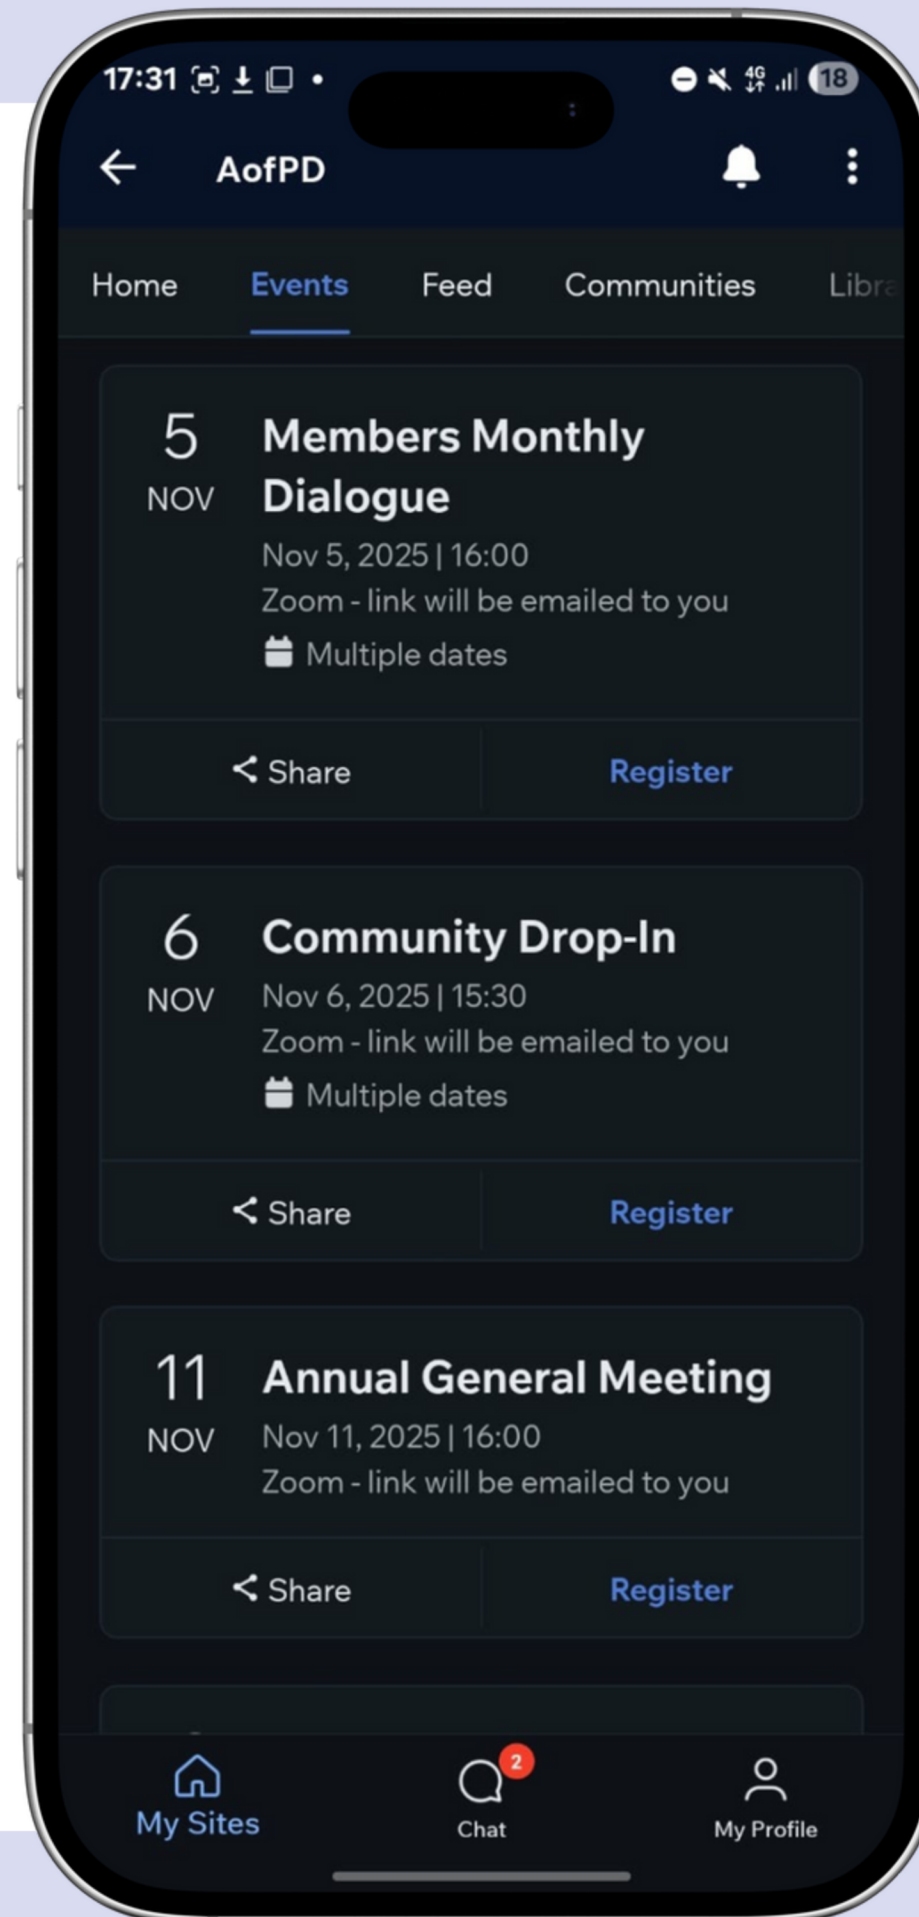 17:31
4G
18
AofPD
Home Events Feed Communities Libra
5
NOV
Members Monthly
Dialogue
Nov 5, 2025 | 16:00
Zoom - link will be emailed to you
Multiple dates
Share Register
6
NOV
Community Drop-In
Nov 6, 2025 | 15:30
Zoom - link will be emailed to you
Multiple dates
Share Register
11
NOV
Annual General Meeting
Nov 11, 2025 | 16:00
Zoom - link will be emailed to you
Share Register
2
My Sites Chat My Profile